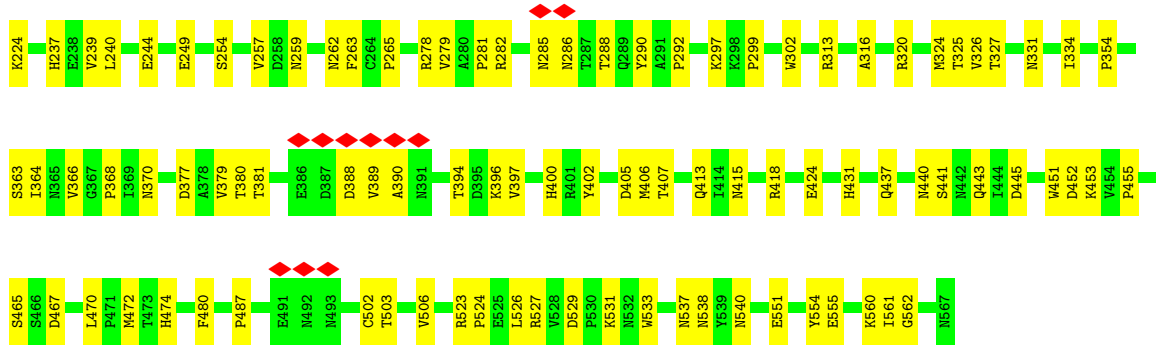 K224 H237 E238 V239 L240 E244 E249 S254 V257 D258 N259 N262 F263 C264 P265 R278 V279 A280 P281 R282 N285 N286 T287 T288 Q289 Y290 A291 P292 K297 K298 P299 W302 R313 A316 R320 M324 T325 V326 T327 N331 I334 P354
S363 I364 N365 V366 G367 P368 I369 N370 D377 A378 V379 T380 T381 E386 D387 D388 V389 A390 N391 T394 D395 K396 V397 H400 R401 Y402 D405 M406 T407 Q413 I414 N415 R418 E424 H431 Q437 N440 S441 N442 Q443 I444 D445 W451 D452 K453 V454 P455
S465 S466 D467 L470 P471 M472 T473 H474 F480 P487 E491 N492 N493 C502 T503 V506 R523 P524 E525 L526 R527 V528 D529 P530 K531 N532 W533 N537 N538 Y539 N540 E551 Y554 E555 K560 I561 G562 N567